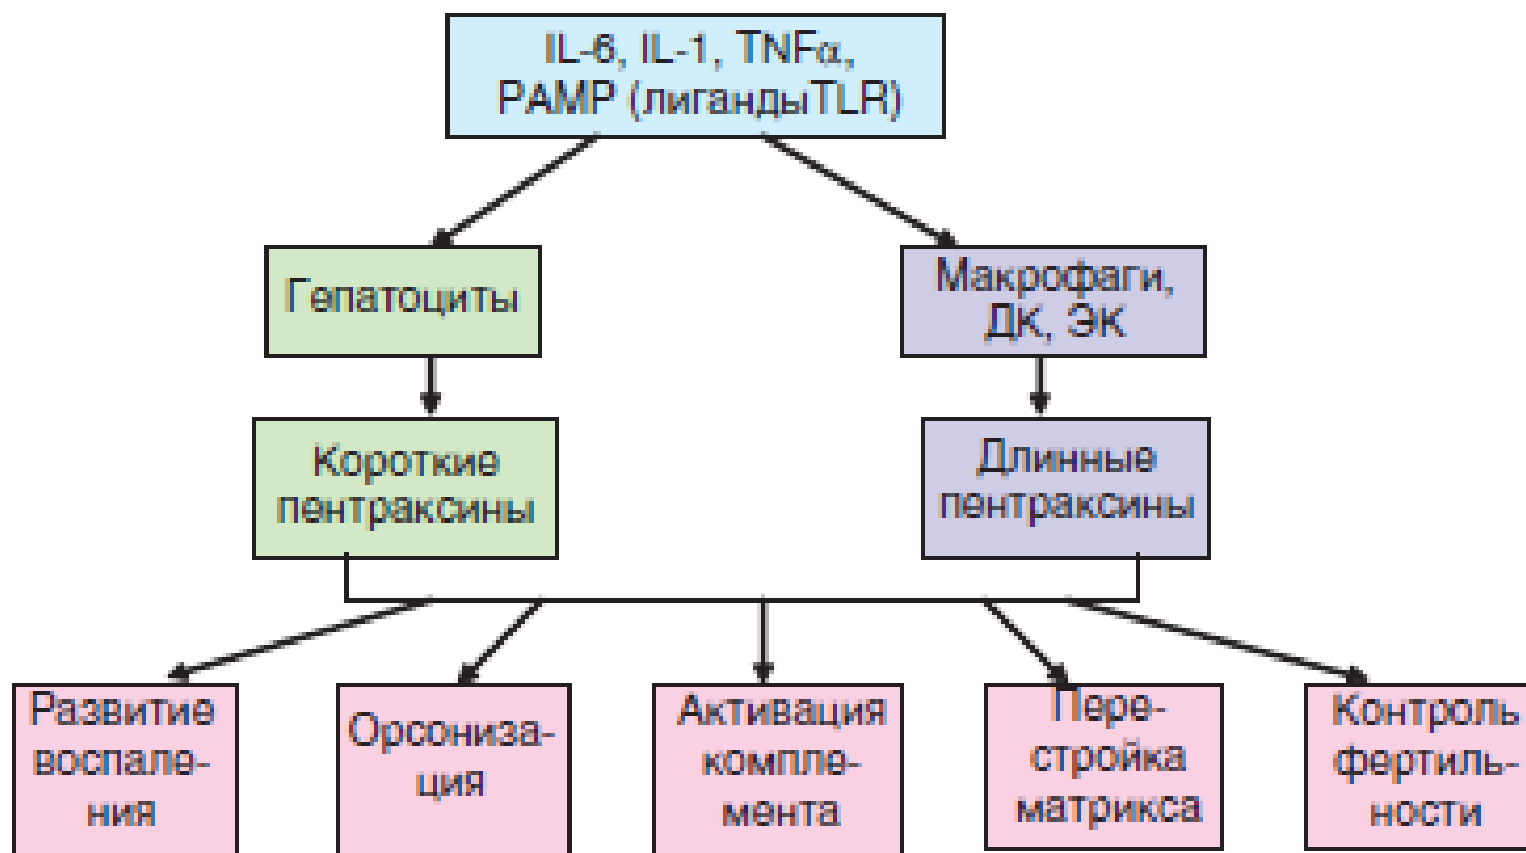 IL-6, IL-1, TNFα,
PAMP (лигандыTLR)
Гепатоциты
Макрофаги,
ДК, ЭК
Короткие
пентраксины
Длинные
пентраксины
Развитие
воспале-
ния
Орсониза-
ция
Активация
компле-
мента
Пере-
стройка
матрикса
Контроль
фертиль-
ности